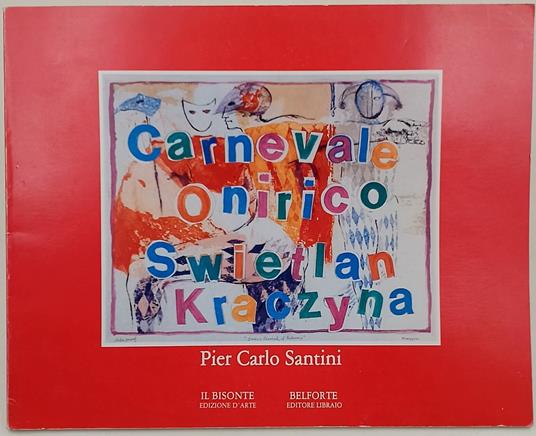 Carnevale
Onirico
Swietlan
Kraczyna
Pier Carlo Santini
IL BISONTE
EDIZIONE D'ARTE
BELFORTE
EDITORE LIBRAIO